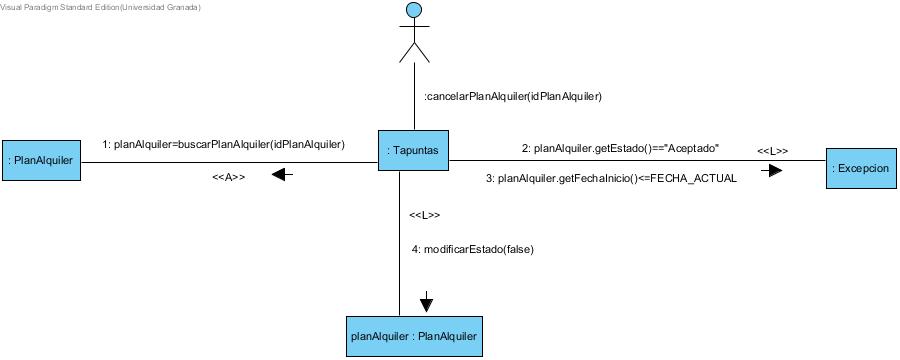 Visual Paradigm Standard Edition(Universidad Granada)
:cancelarPlanAlquiler(idPlanAlquiler)
1: planAlquiler=buscarPlanAlquiler(idPlanAlquiler)
: PlanAlquiler
<<A>>
: Tapuntas
2: planAlquiler.getEstado()=="Aceptado"
<<L>>
3: planAlquiler.getFechaInicio()<=FECHA_ACTUAL
: Excepcion
<<L>>
4: modificarEstado(false)
planAlquiler : PlanAlquiler